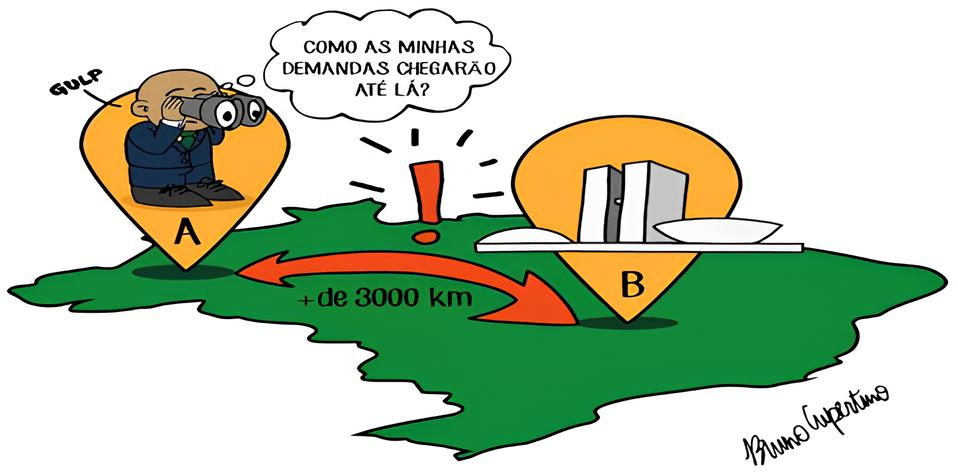 COMO AS MINHAS
DEMANDAS CHEGARÃO
ATÉ LÁ?
GULP
!
A
B
+de 3000 km
Bruno Cupertino